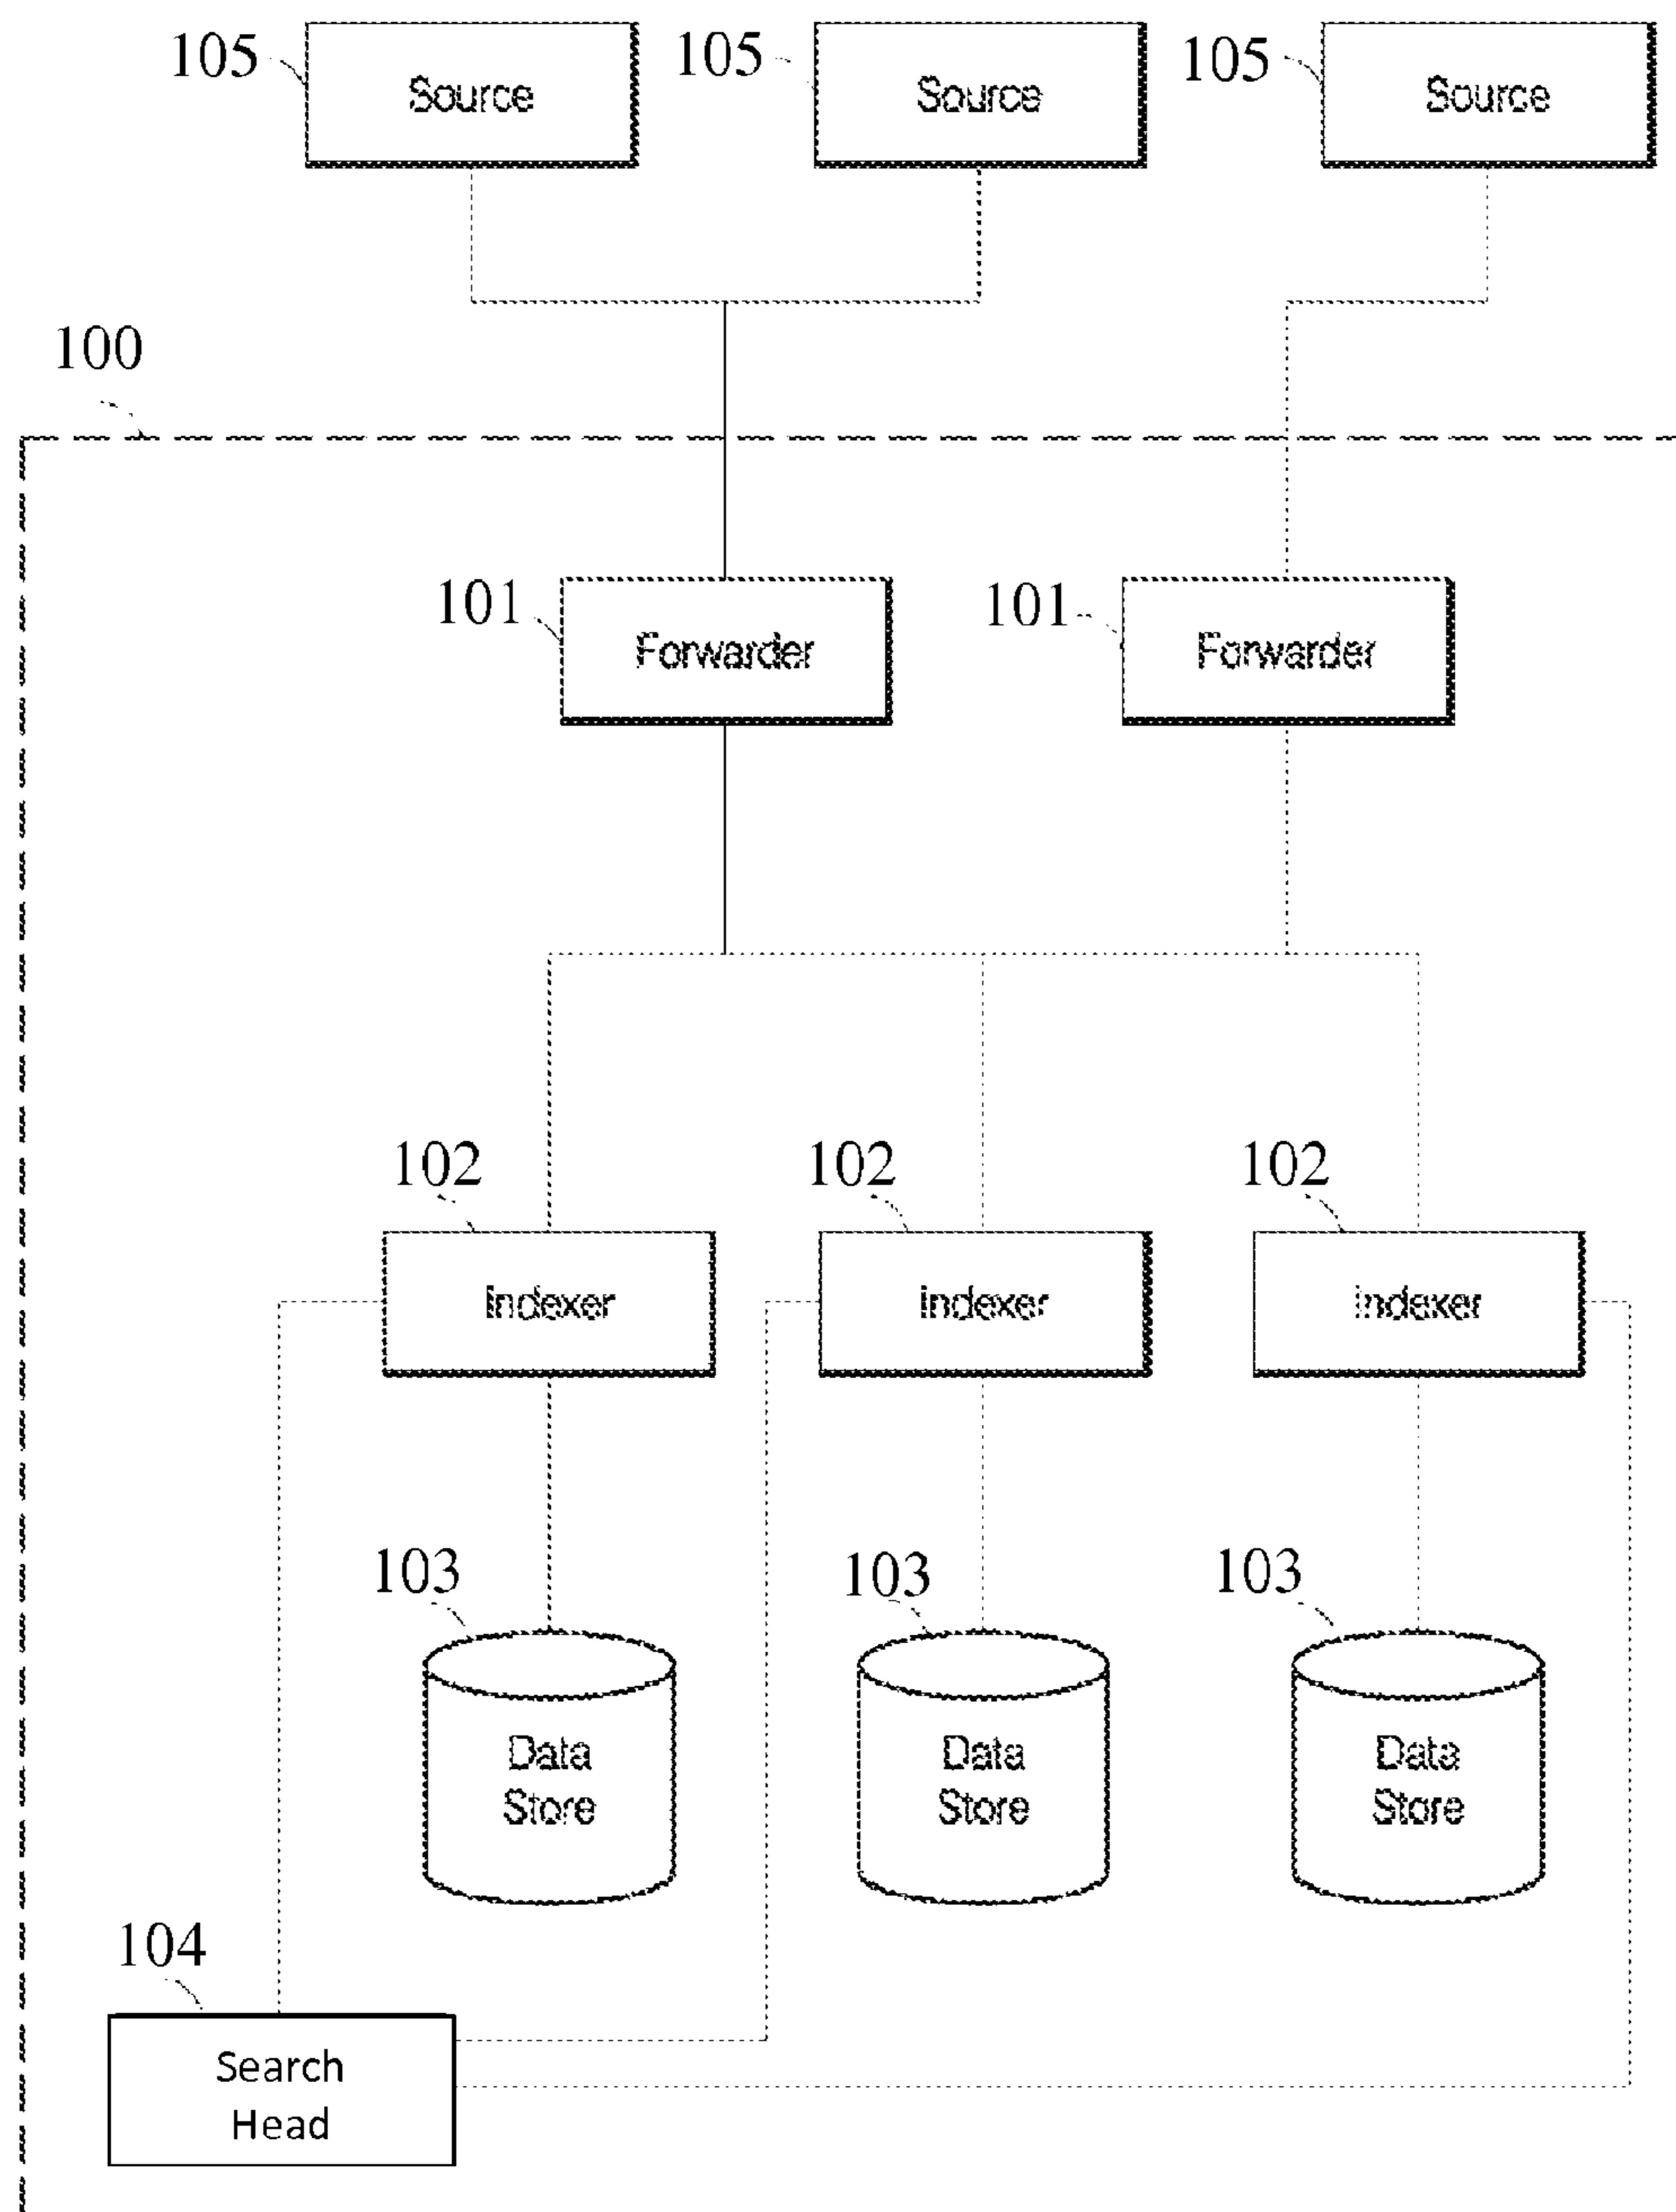 105
Source
105
Source
105
Source
100
101
Forwarder
101
Forwarder
102
Indexer
102
Indexer
102
Indexer
103
Data
Store
103
Data
Store
103
Data
Store
104
Search
Head